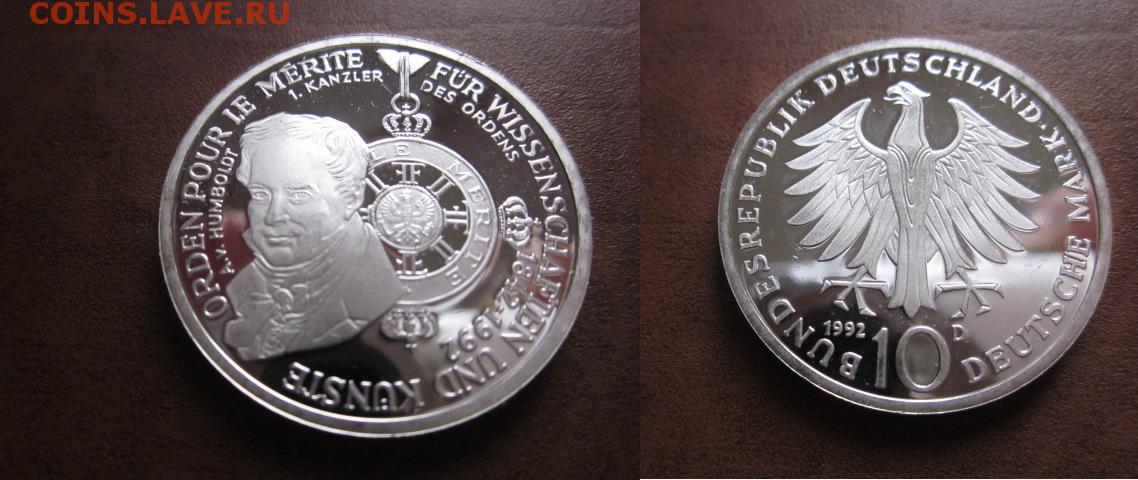 COINS.LAVE.RU
ORDEN POUR LE MÉRITE FÜR WISSENSCHAFTEN UND KÜNSTE
1. KANZLER DES ORDENS
A.V. HUMBOLDT
1842-1992
E MERITE
BUNDESREPUBLIK DEUTSCHLAND · DEUTSCHE MARK
1992 10 D